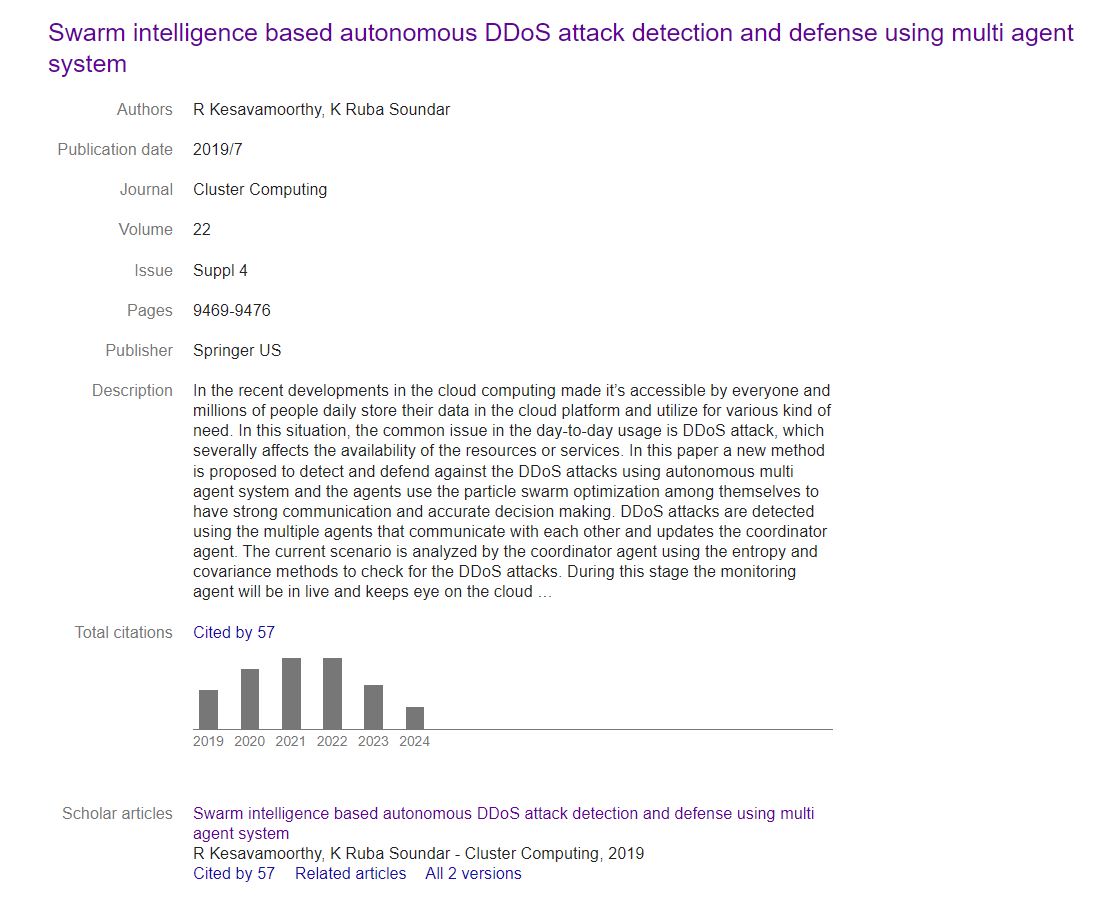 Swarm intelligence based autonomous DDoS attack detection and defense using multi agent
system
Authors R Kesavamoorthy, K Ruba Soundar
Publication date 2019/7
Journal Cluster Computing
Volume 22
Issue Suppl 4
Pages 9469-9476
Publisher Springer US
Description In the recent developments in the cloud computing made it’s accessible by everyone and
millions of people daily store their data in the cloud platform and utilize for various kind of
need. In this situation, the common issue in the day-to-day usage is DDoS attack, which
severally affects the availability of the resources or services. In this paper a new method
is proposed to detect and defend against the DDoS attacks using autonomous multi
agent system and the agents use the particle swarm optimization among themselves to
have strong communication and accurate decision making. DDoS attacks are detected
using the multiple agents that communicate with each other and updates the coordinator
agent. The current scenario is analyzed by the coordinator agent using the entropy and
covariance methods to check for the DDoS attacks. During this stage the monitoring
agent will be in live and keeps eye on the cloud …
Total citations Cited by 57
2019 2020 2021 2022 2023 2024
Scholar articles Swarm intelligence based autonomous DDoS attack detection and defense using multi
agent system
R Kesavamoorthy, K Ruba Soundar - Cluster Computing, 2019
Cited by 57 Related articles All 2 versions